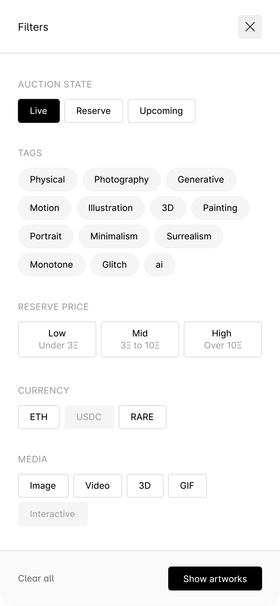 Filters
AUCTION STATE
Live Reserve Upcoming
TAGS
Physical Photography Generative
Motion Illustration 3D Painting
Portrait Minimalism Surrealism
Monotone Glitch ai
RESERVE PRICE
Low Mid High
Under 3Ξ 3Ξ to 10Ξ Over 10Ξ
CURRENCY
ETH USDC RARE
MEDIA
Image Video 3D GIF
Interactive
Clear all Show artworks